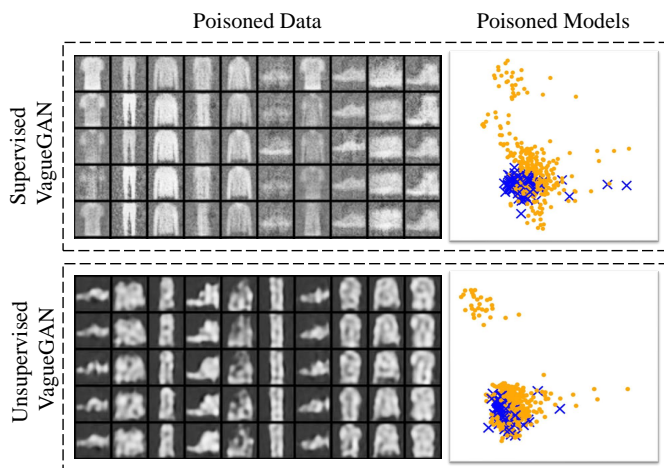 Poisoned Data
Poisoned Models
Supervised
VagueGAN
Unsupervised
VagueGAN